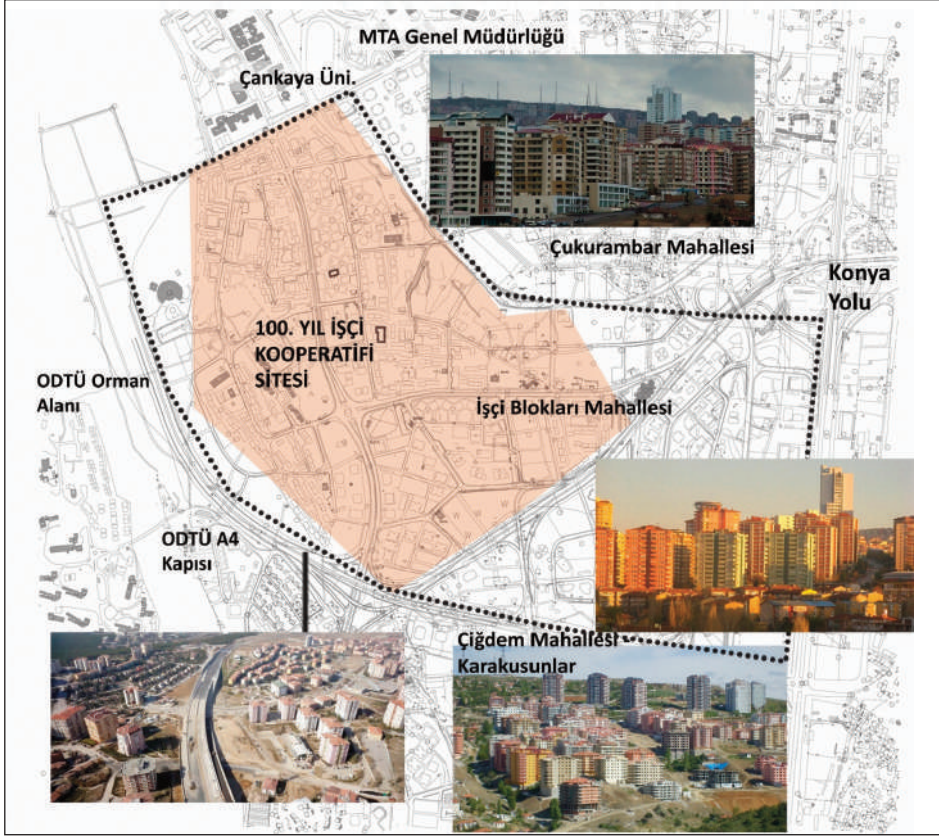 MTA Genel Müdürlüğü
Çankaya Üni.
Çukurambar Mahallesi
Konya
Yolu
100. YIL İŞÇİ
KOOPERATİFİ
SİTESİ
ODTÜ Orman
Alanı
İşçi Blokları Mahallesi
ODTÜ A4
Kapısı
Çiğdem Mahallesi -
Karakusunlar